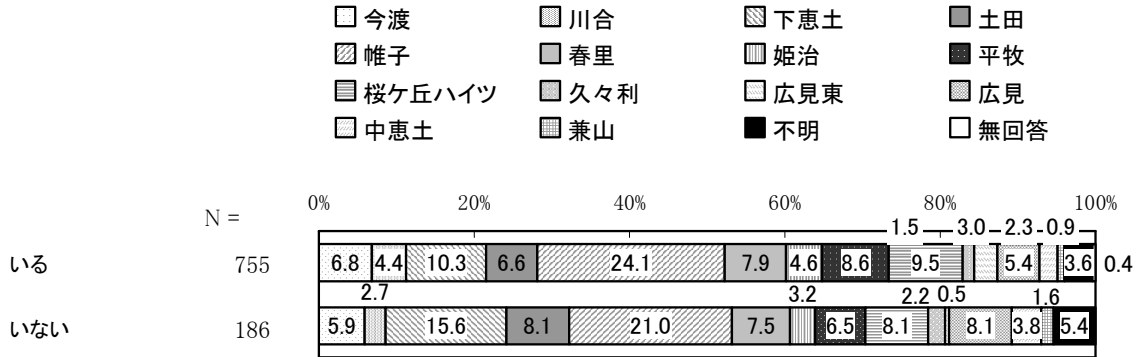 今渡 川合 下恵土 土田
帷子 春里 姫治 平牧
桜ケ丘ハイツ 久々利 広見東 広見
中恵土 兼山 不明 無回答
N = 0% 20% 40% 60% 80% 100%
1.5 3.0 2.3 0.9
いる 755 6.8 4.4 10.3 6.6 24.1 7.9 4.6 8.6 9.5 5.4 3.6 0.4
2.7 3.2 2.2 0.5 1.6
いない 186 5.9 15.6 8.1 21.0 7.5 6.5 8.1 8.1 3.8 5.4